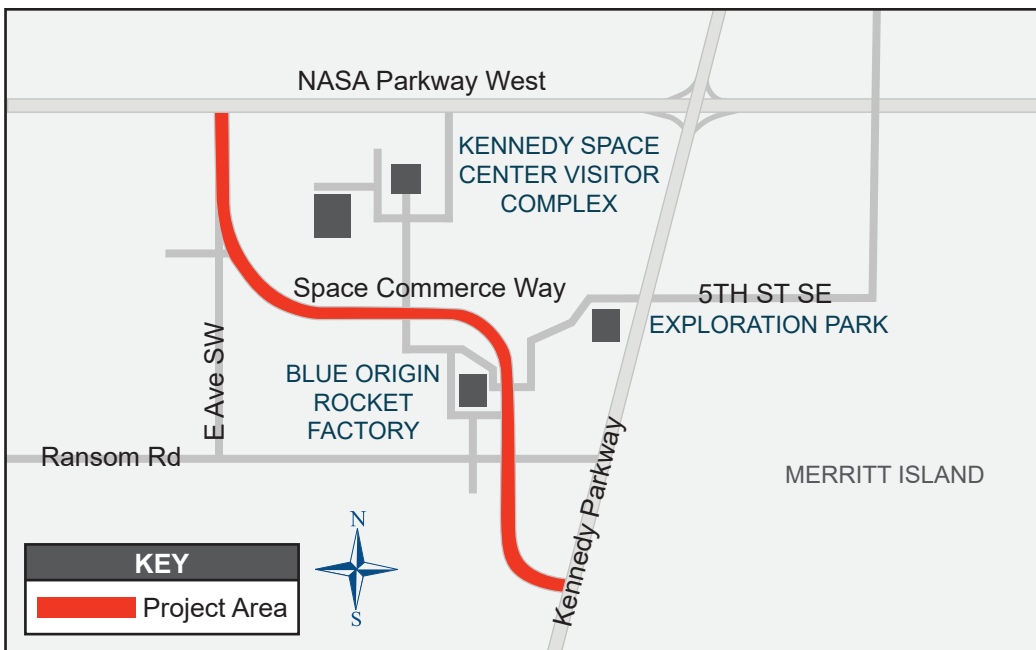 NASA Parkway West
KENNEDY SPACE
CENTER VISITOR
COMPLEX
Space Commerce Way
5TH ST SE
EXPLORATION PARK
E Ave SW
BLUE ORIGIN
ROCKET
FACTORY
Ransom Rd
Kennedy Parkway
MERRITT ISLAND
N
S
KEY
Project Area